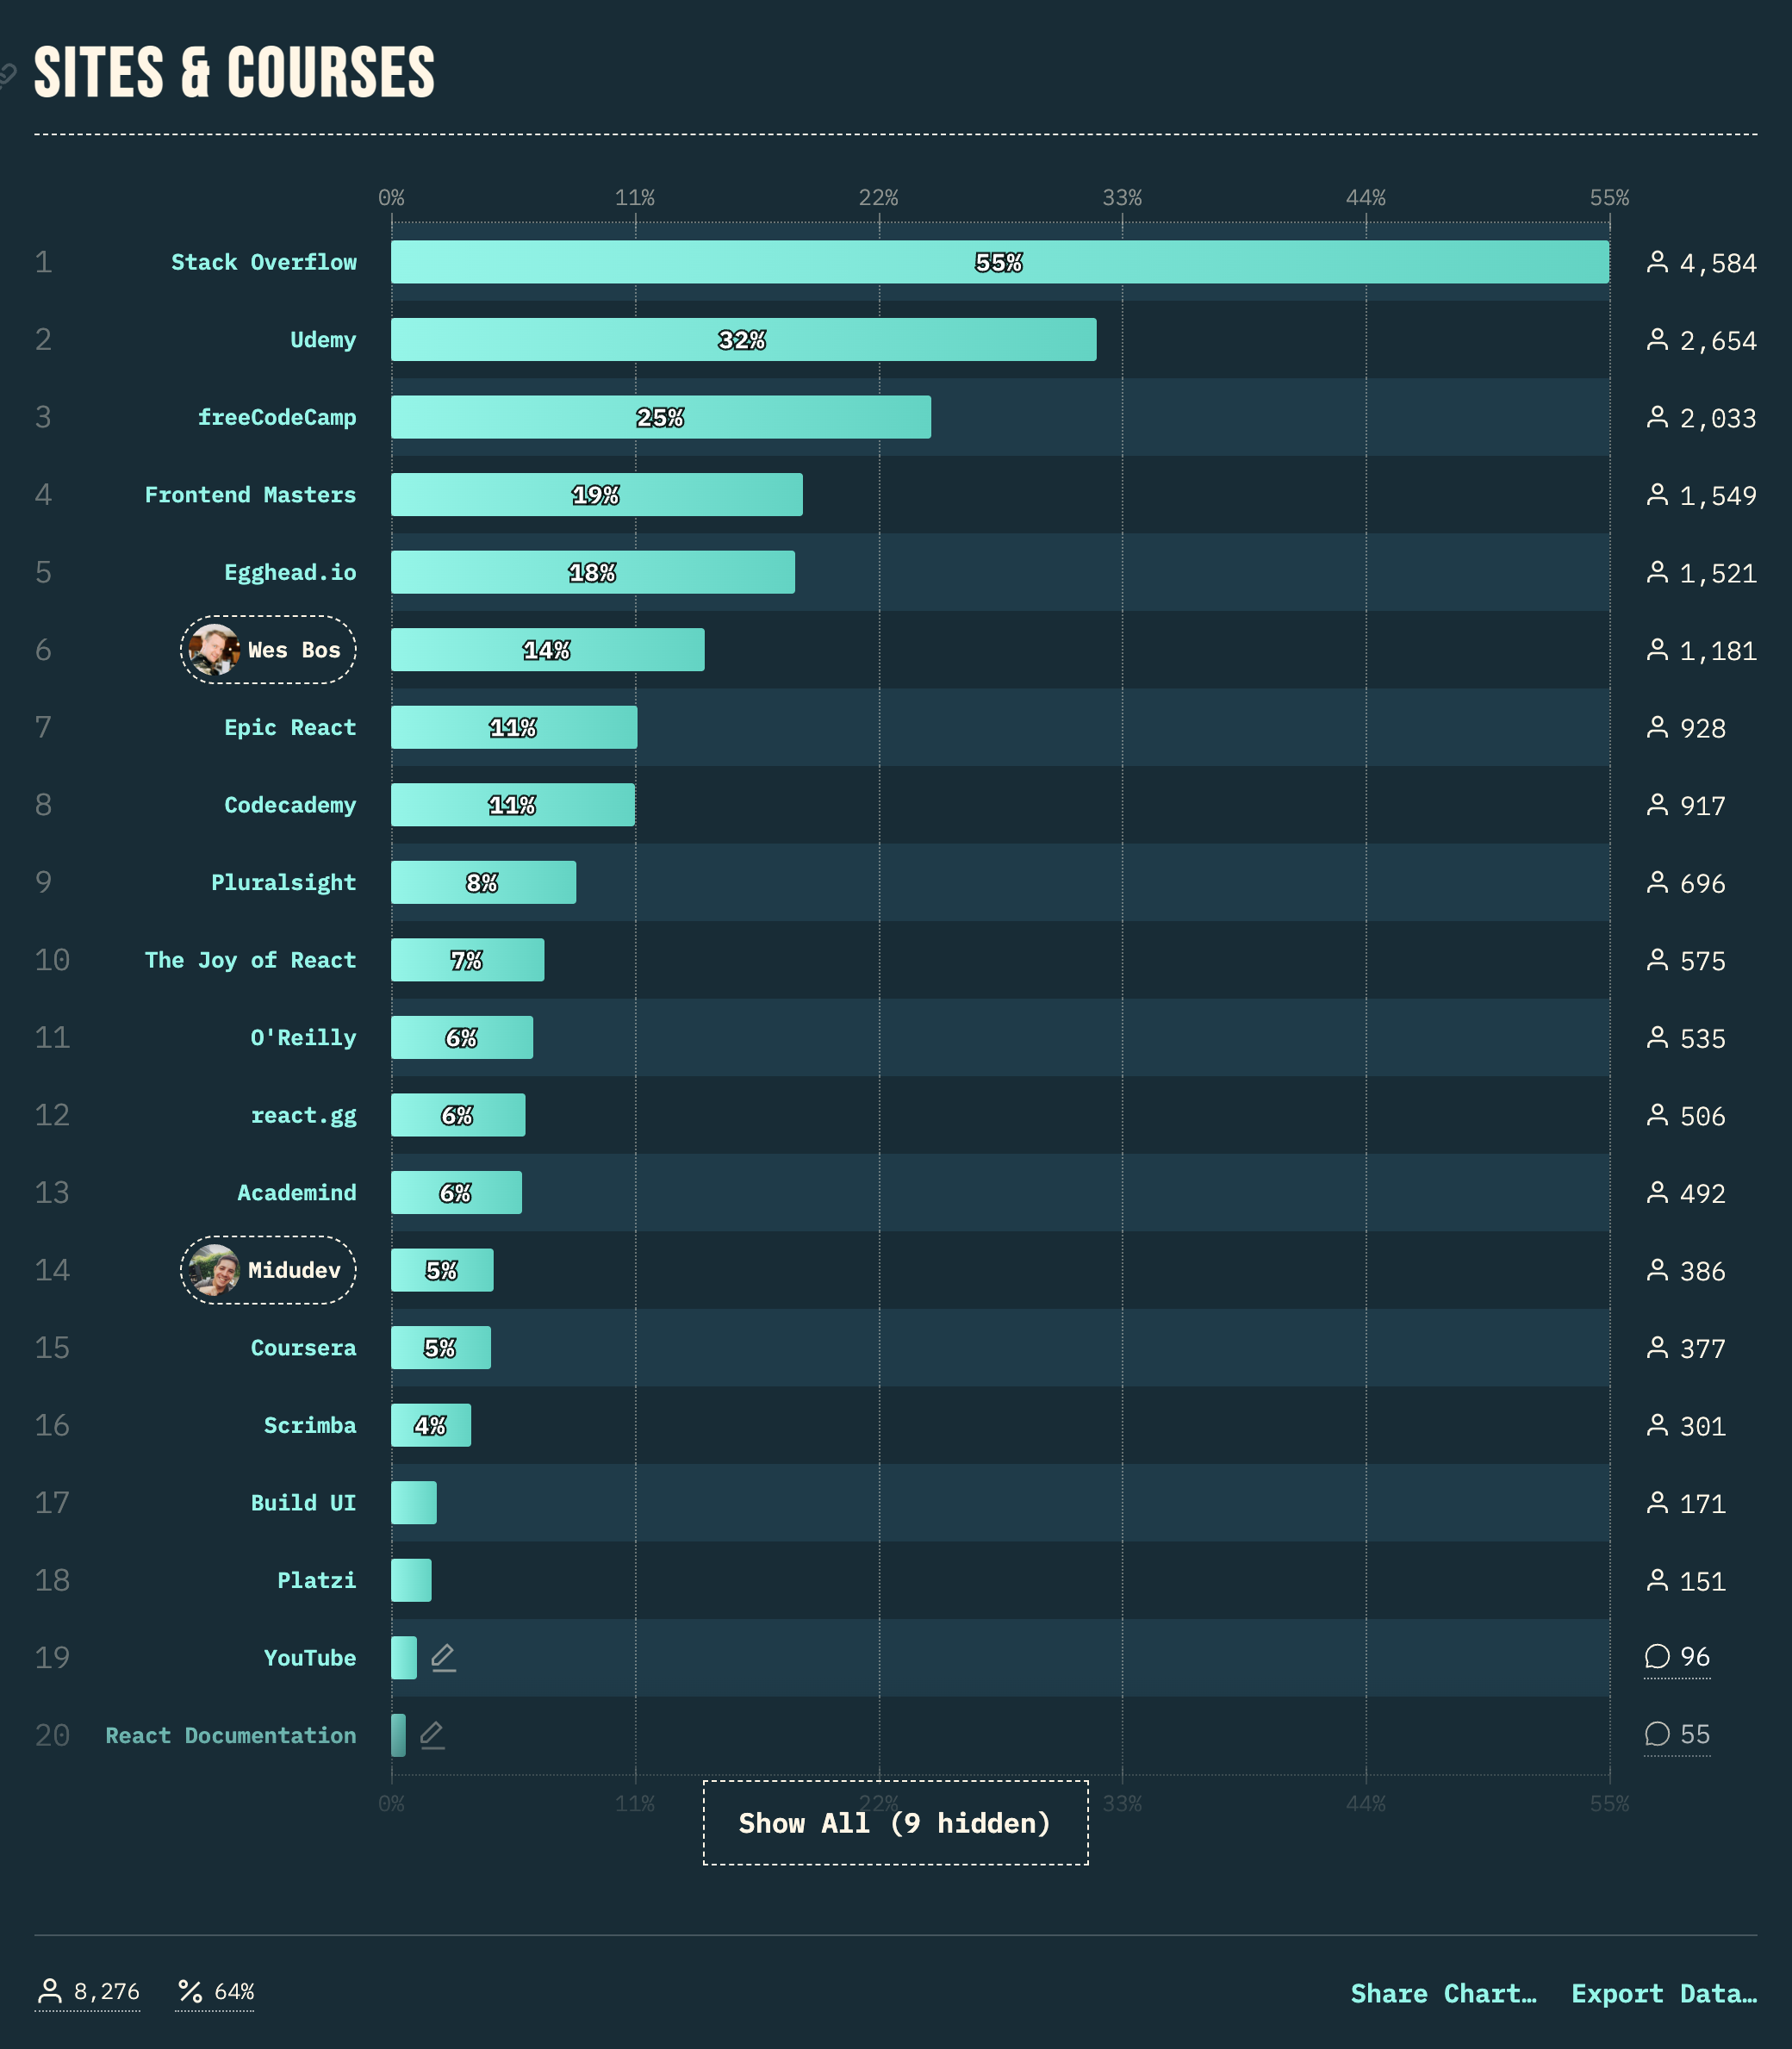 SITES & COURSES
0% 11% 22% 33% 44% 55%
1 Stack Overflow 55% 4,584
2 Udemy 32% 2,654
3 freeCodeCamp 25% 2,033
4 Frontend Masters 19% 1,549
5 Egghead.io 18% 1,521
6 Wes Bos 14% 1,181
7 Epic React 11% 928
8 Codecademy 11% 917
9 Pluralsight 8% 696
10 The Joy of React 7% 575
11 O'Reilly 6% 535
12 react.gg 6% 506
13 Academind 6% 492
14 Midudev 5% 386
15 Coursera 5% 377
16 Scrimba 4% 301
17 Build UI 171
18 Platzi 151
19 YouTube 96
20 React Documentation 55
0% 11% 22% 33% 44% 55%
Show All (9 hidden)
8,276 % 64% Share Chart… Export Data…